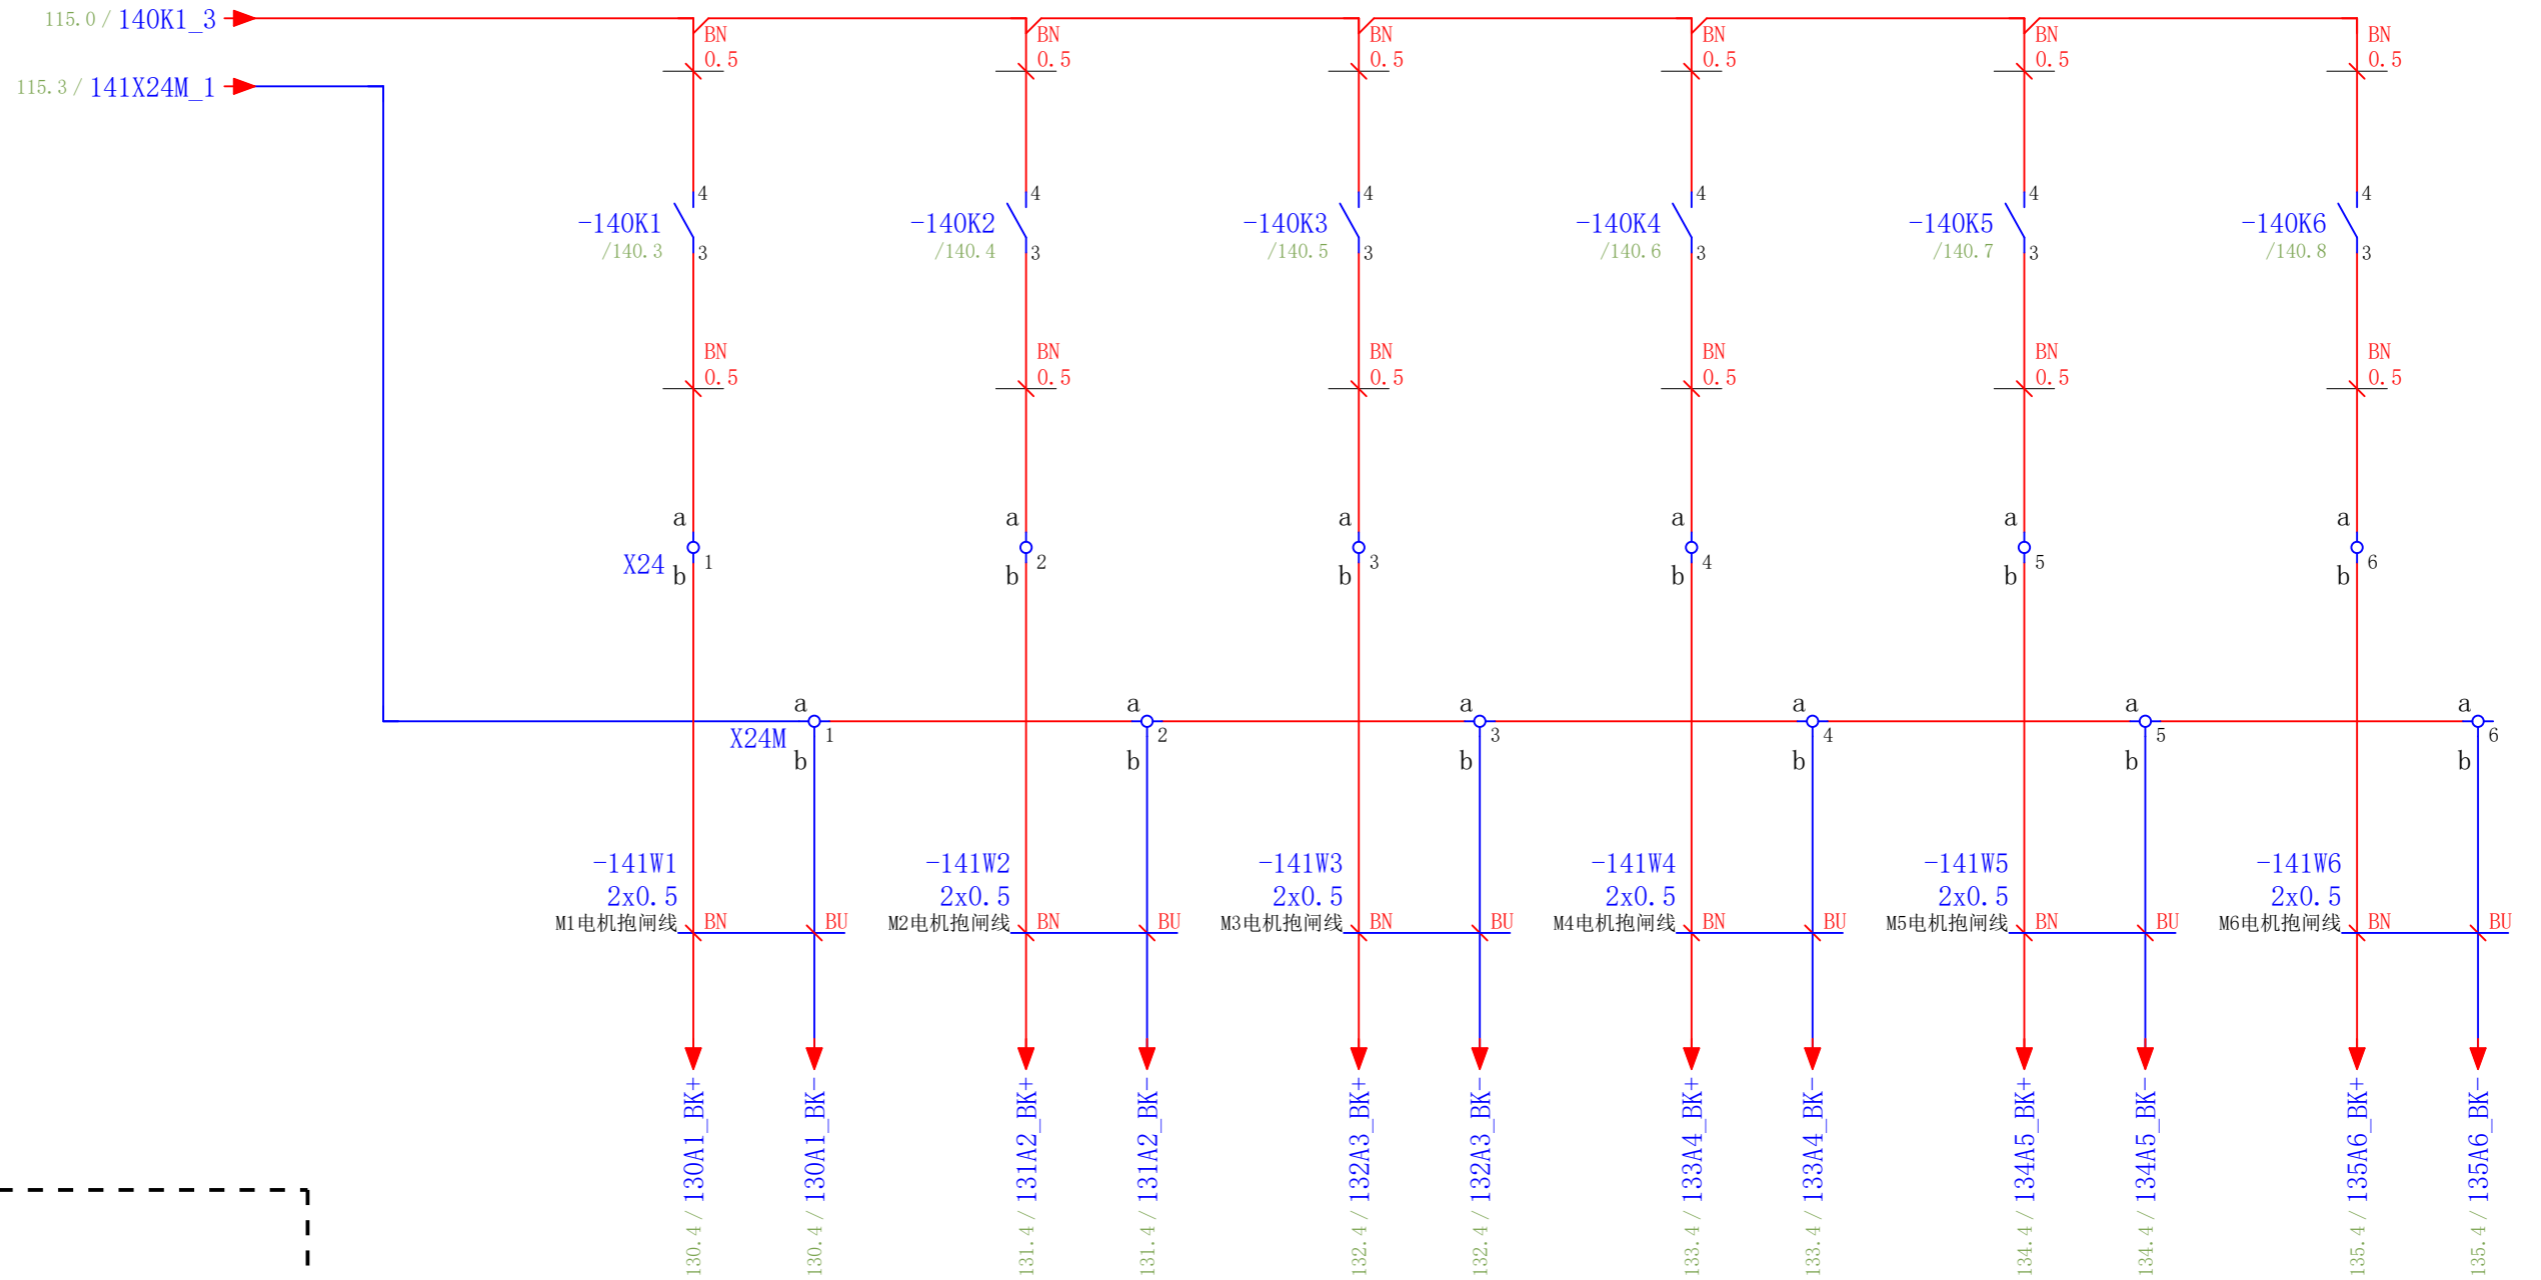 115.0 / 140K1_3
115.3 / 141X24M_1
BN
0.5
BN
0.5
BN
0.5
BN
0.5
BN
0.5
BN
0.5
-140K1
/140.3
4
3
-140K2
/140.4
4
3
-140K3
/140.5
4
3
-140K4
/140.6
4
3
-140K5
/140.7
4
3
-140K6
/140.8
4
3
BN
0.5
BN
0.5
BN
0.5
BN
0.5
BN
0.5
BN
0.5
X24
a
1
b
a
2
b
a
3
b
a
4
b
a
5
b
a
6
b
X24M
a
1
b
a
2
b
a
3
b
a
4
b
a
5
b
a
6
b
-141W1
2x0.5
M1电机抱闸线 BN BU
-141W2
2x0.5
M2电机抱闸线 BN BU
-141W3
2x0.5
M3电机抱闸线 BN BU
-141W4
2x0.5
M4电机抱闸线 BN BU
-141W5
2x0.5
M5电机抱闸线 BN BU
-141W6
2x0.5
M6电机抱闸线 BN BU
130.4 / 130A1_BK+
130.4 / 130A1_BK-
131.4 / 131A2_BK+
131.4 / 131A2_BK-
132.4 / 132A3_BK+
132.4 / 132A3_BK-
133.4 / 133A4_BK+
133.4 / 133A4_BK-
134.4 / 134A5_BK+
134.4 / 134A5_BK-
135.4 / 135A6_BK+
135.4 / 135A6_BK-